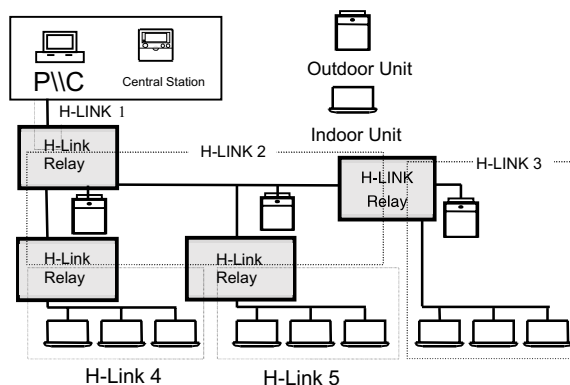 P\\C
Central Station
Outdoor Unit
Indoor Unit
H-LINK 1
H-Link
Relay
H-LINK 2
H-LINK
Relay
H-LINK 3
H-Link
Relay
H-Link
Relay
H-Link 4
H-Link 5